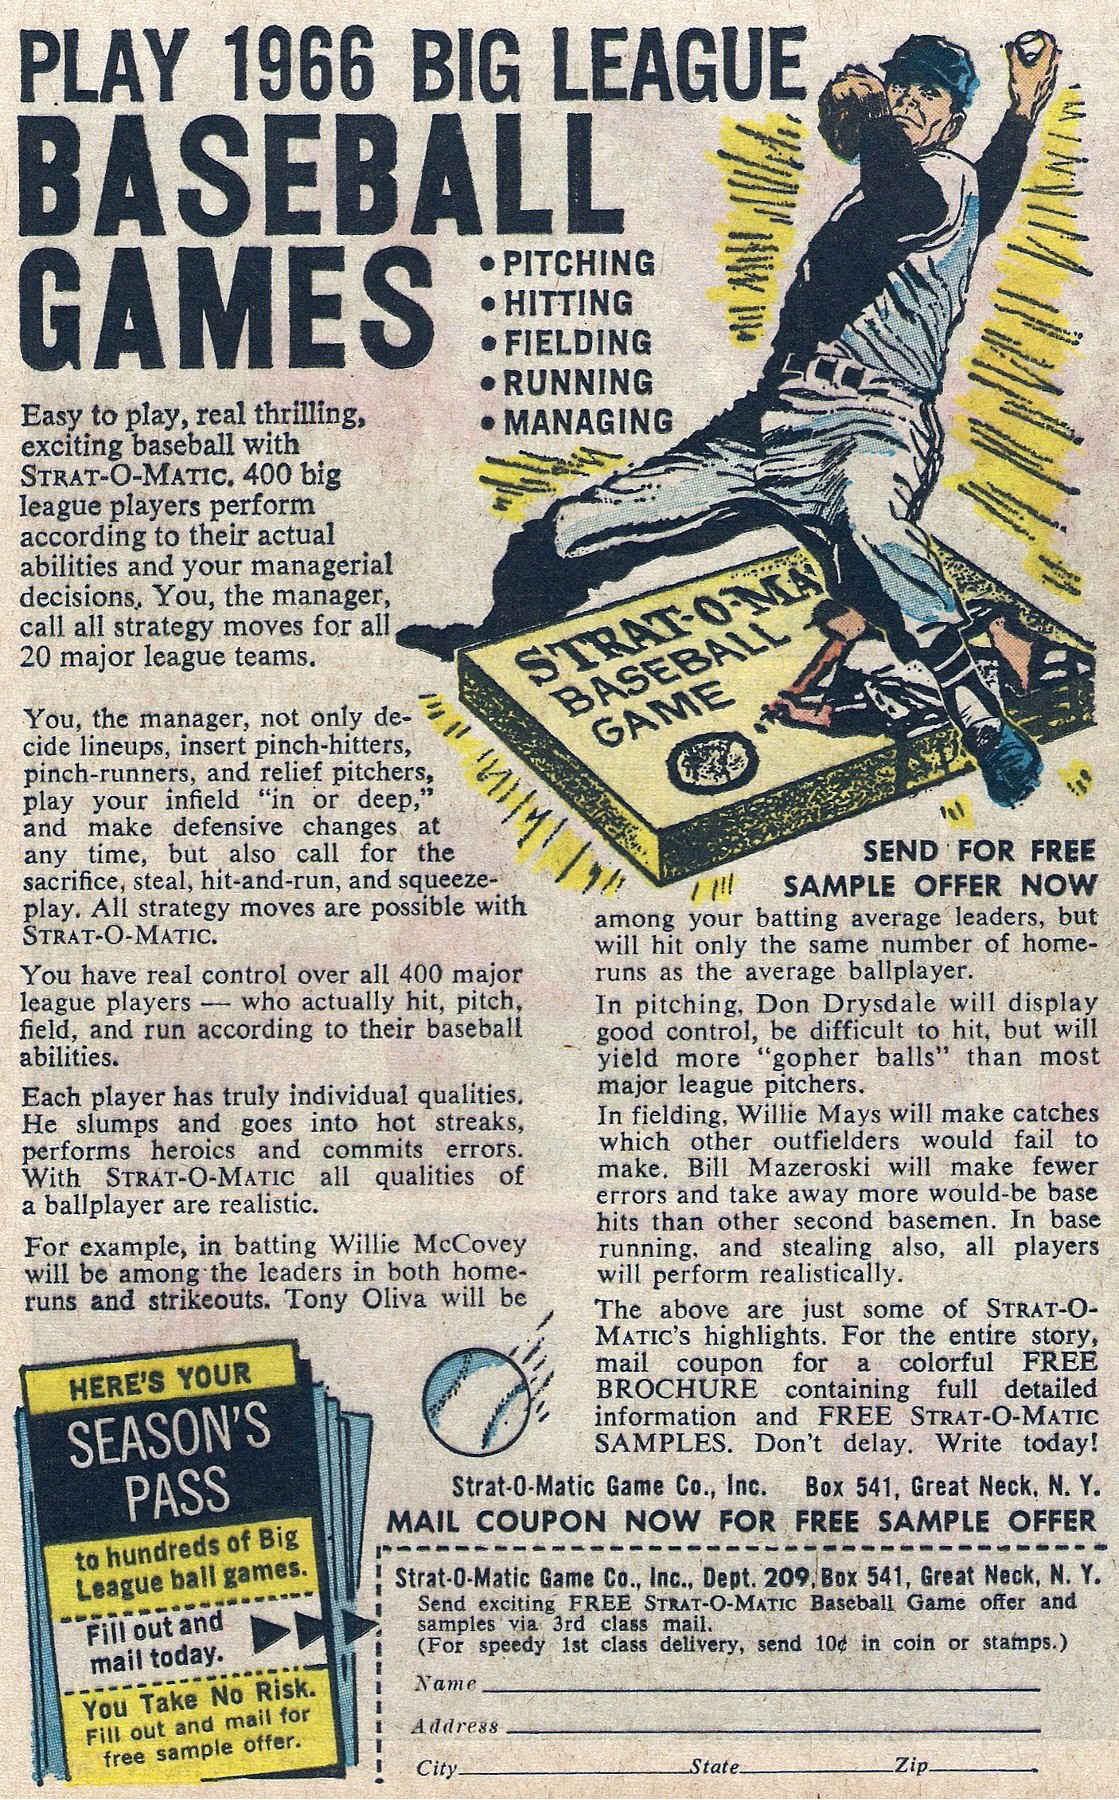 PLAY 1966 BIG LEAGUE
BASEBALL
GAMES
• PITCHING
• HITTING
• FIELDING
• RUNNING
• MANAGING
Easy to play, real thrilling,
exciting baseball with
STRAT-O-MATIC. 400 big
league players perform
according to their actual
abilities and your managerial
decisions. You, the manager,
call all strategy moves for all
20 major league teams.
STRAT-O-MA
BASEBALL
GAME
You, the manager, not only de-
cide lineups, insert pinch-hitters,
pinch-runners, and relief pitchers,
play your infield "in or deep,"
and make defensive changes at
any time, but also call for the
sacrifice, steal, hit-and-run, and squeeze-
play. All strategy moves are possible with
STRAT-O-MATIC.
You have real control over all 400 major
league players — who actually hit, pitch,
field, and run according to their baseball
abilities.
Each player has truly individual qualities.
He slumps and goes into hot streaks,
performs heroics and commits errors.
With STRAT-O-MATIC all qualities of
a ballplayer are realistic.
For example, in batting Willie McCovey
will be among the leaders in both home-
runs and strikeouts. Tony Oliva will be
SEND FOR FREE
SAMPLE OFFER NOW
among your batting average leaders, but
will hit only the same number of home-
runs as the average ballplayer.
In pitching, Don Drysdale will display
good control, be difficult to hit, but will
yield more "gopher balls" than most
major league pitchers.
In fielding, Willie Mays will make catches
which other outfielders would fail to
make. Bill Mazeroski will make fewer
errors and take away more would-be base
hits than other second basemen. In base
running, and stealing also, all players
will perform realistically.
The above are just some of STRAT-O-
MATIC's highlights. For the entire story,
mail coupon for a colorful FREE
BROCHURE containing full detailed
information and FREE STRAT-O-MATIC
SAMPLES. Don't delay. Write today!
Strat-O-Matic Game Co., Inc. Box 541, Great Neck, N. Y.
MAIL COUPON NOW FOR FREE SAMPLE OFFER
HERE'S YOUR
SEASON'S
PASS
to hundreds of Big
League ball games.
Fill out and
mail today.
You Take No Risk.
Fill out and mail for
free sample offer.
Strat-O-Matic Game Co., Inc., Dept. 209, Box 541, Great Neck, N. Y.
Send exciting FREE STRAT-O-MATIC Baseball Game offer and
samples via 3rd class mail.
(For speedy 1st class delivery, send 10¢ in coin or stamps.)
Name
Address
City State Zip